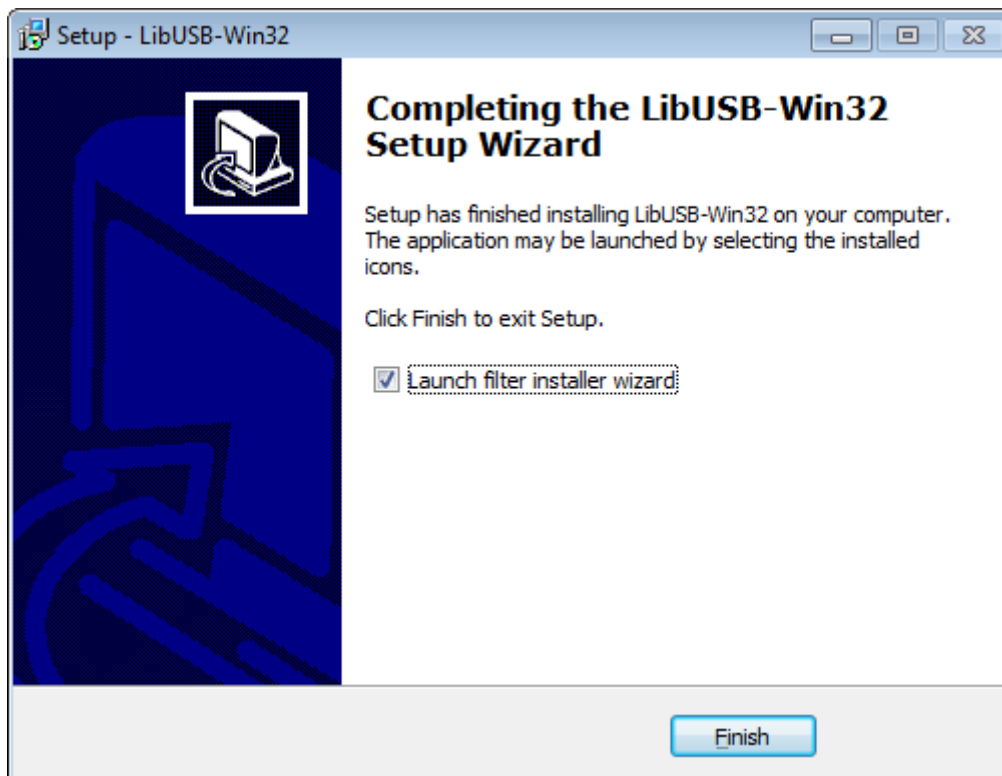 Setup - LibUSB-Win32
Completing the LibUSB-Win32
Setup Wizard
Setup has finished installing LibUSB-Win32 on your computer.
The application may be launched by selecting the installed
icons.
Click Finish to exit Setup.
Launch filter installer wizard
Finish